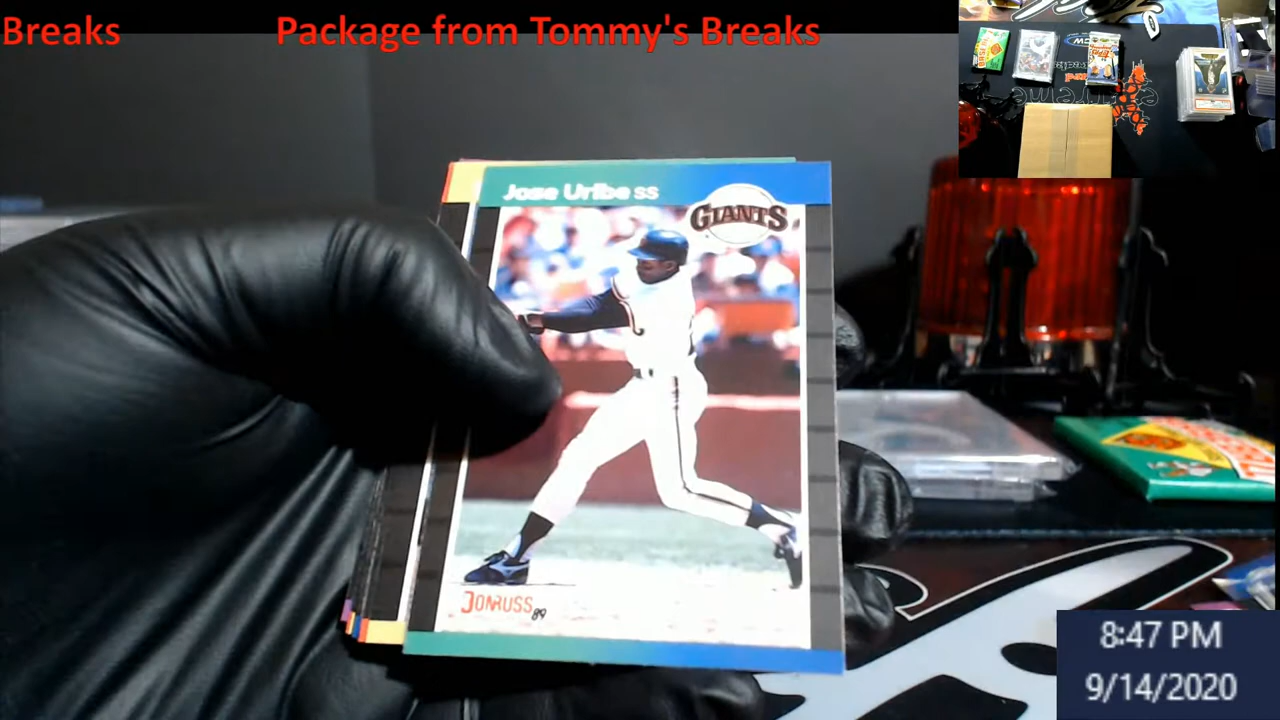 Breaks
Package from Tommy's Breaks
Jose Uribe SS
GIANTS
DONRUSS 89
8:47 PM
9/14/2020